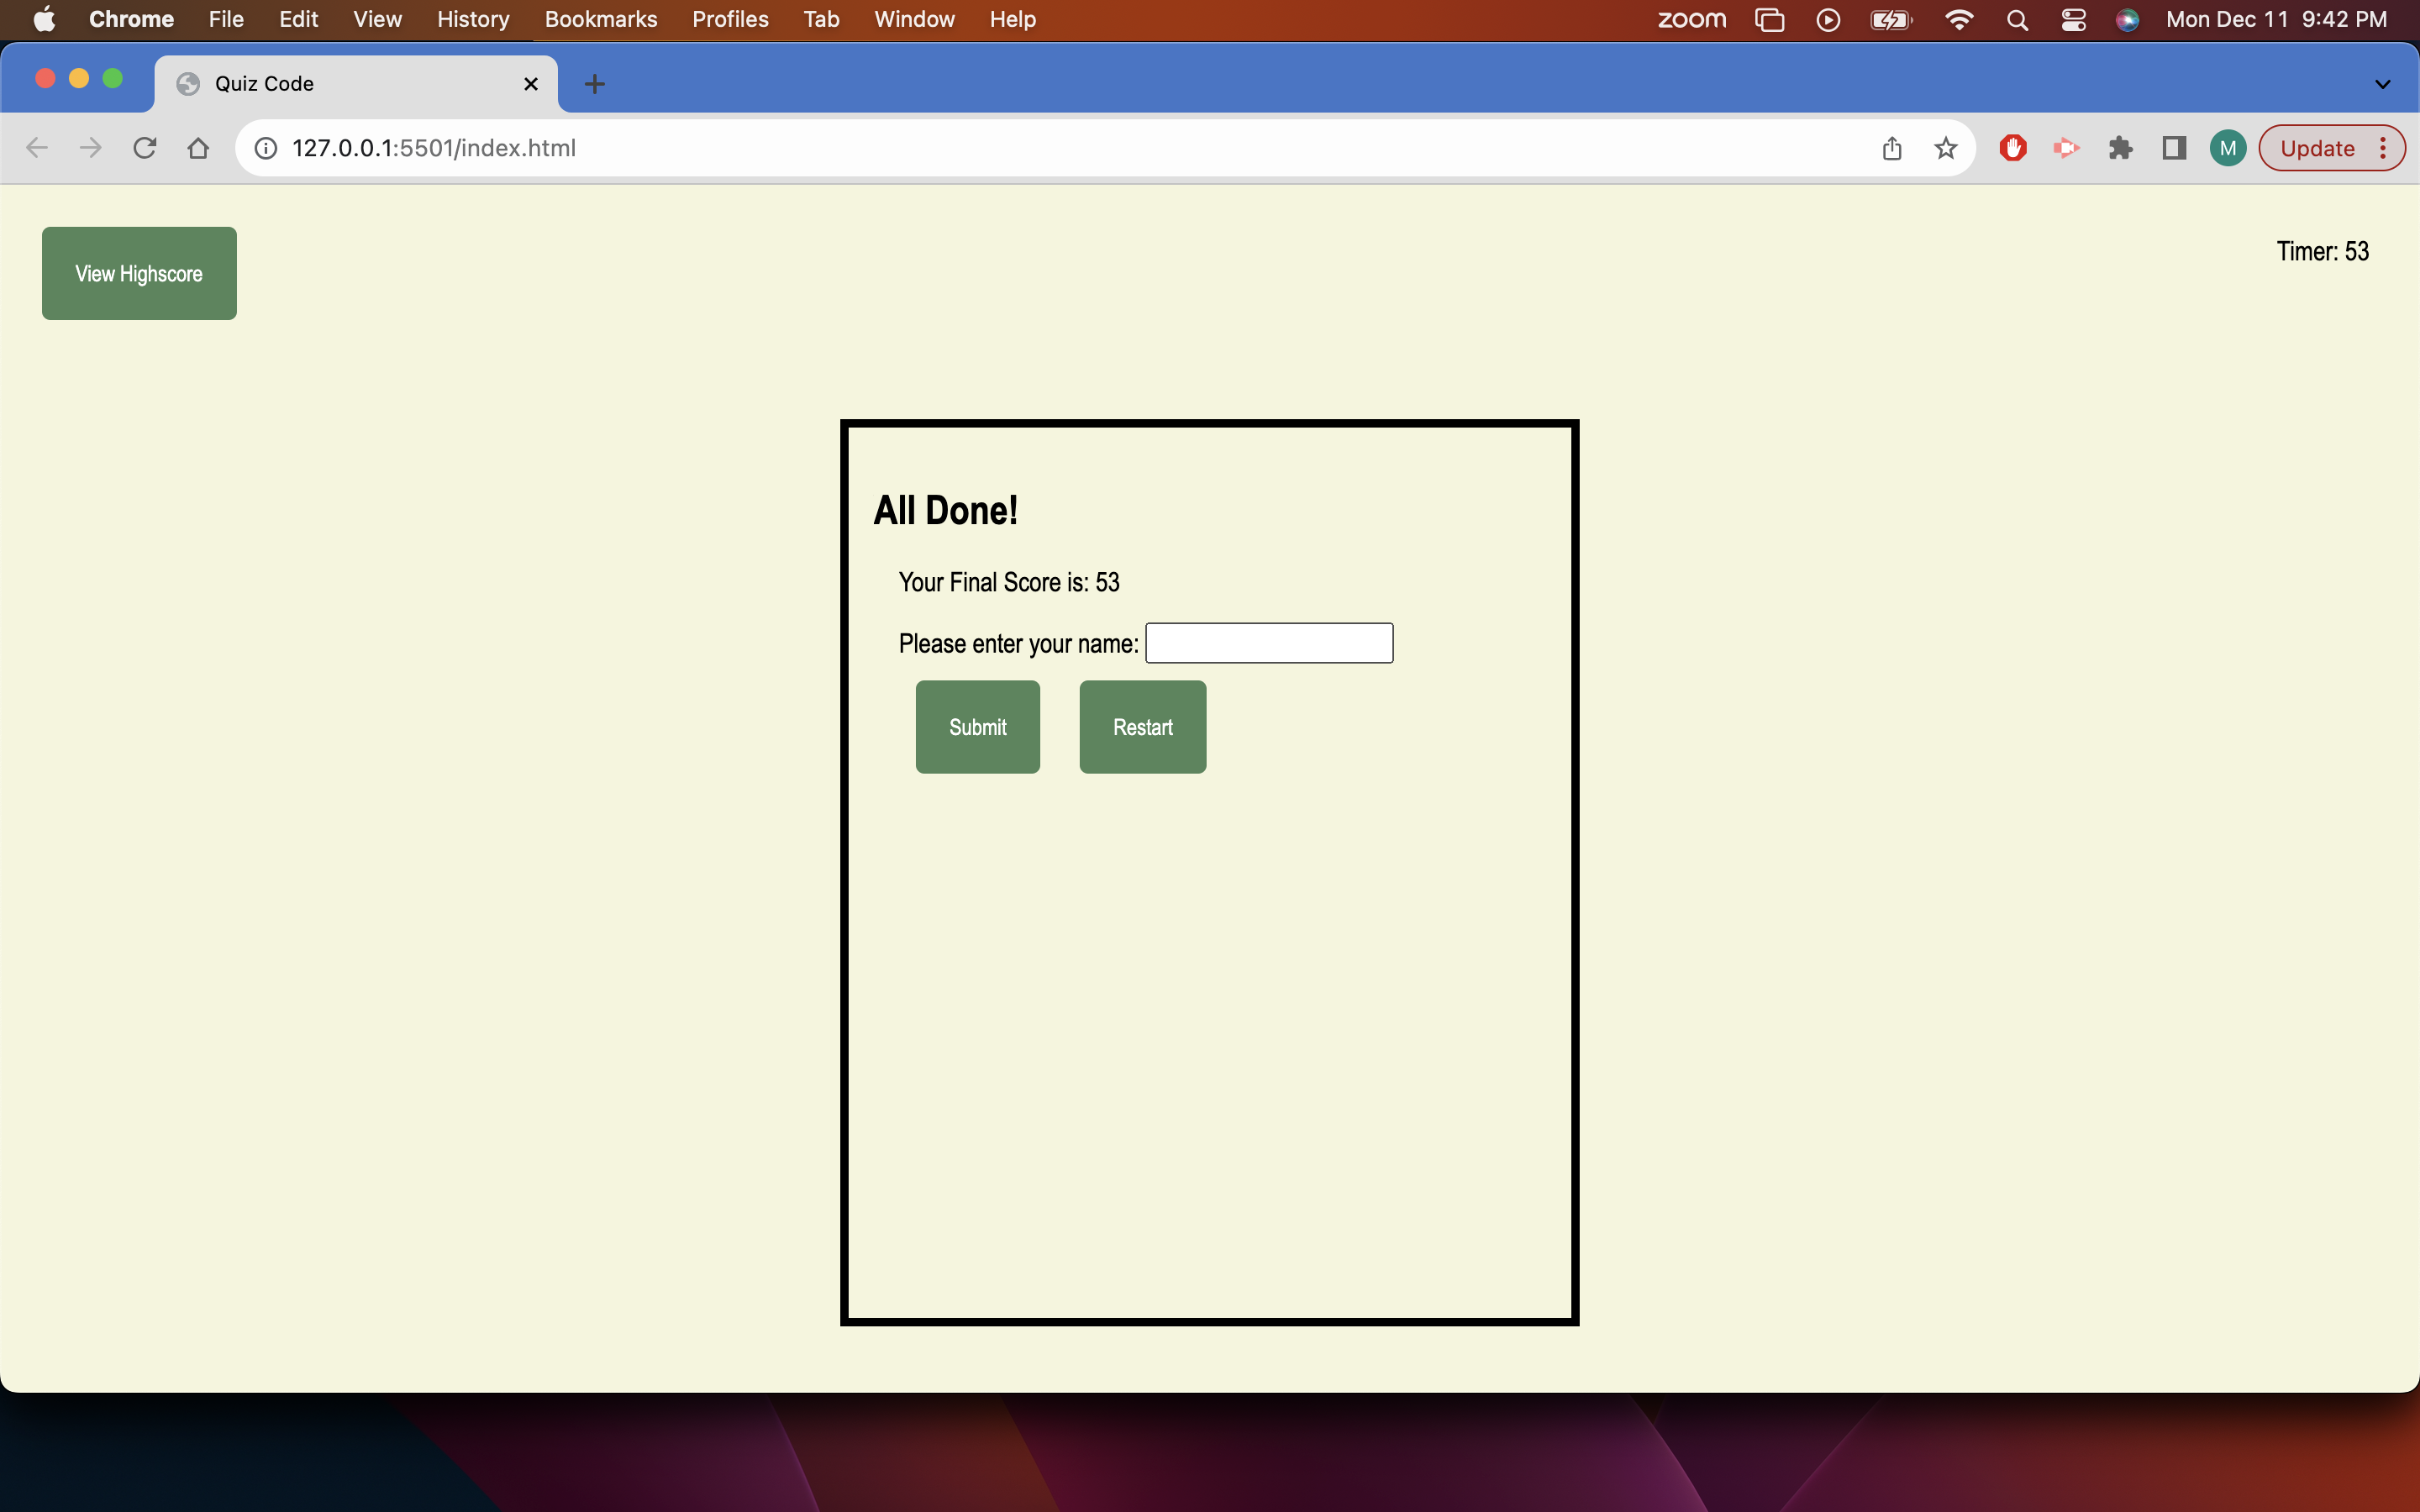 Chrome File Edit View History Bookmarks Profiles Tab Window Help zoom Mon Dec 11 9:42 PM
Quiz Code
127.0.0.1:5501/index.html M Update
View Highscore
Timer: 53
All Done!
Your Final Score is: 53
Please enter your name:
Submit Restart